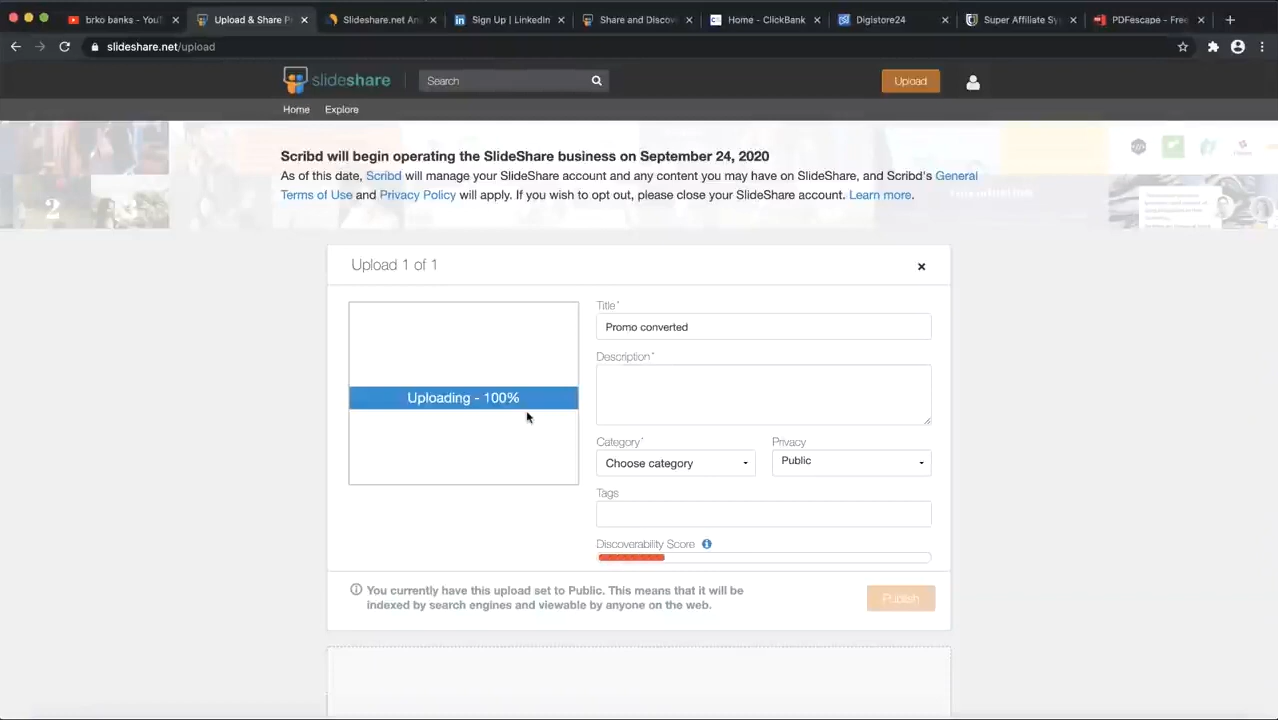 brko banks - YouT
Upload & Share P
Slideshare.net An
Sign Up | LinkedIn
Share and Discov
Home - ClickBank
Digistore24
Super Affiliate Sy
PDFescape - Free
slideshare.net/upload
slideshare
Search
Upload
Home
Explore
Scribd will begin operating the SlideShare business on September 24, 2020
As of this date, Scribd will manage your SlideShare account and any content you may have on SlideShare, and Scribd's General
Terms of Use and Privacy Policy will apply. If you wish to opt out, please close your SlideShare account. Learn more.
2
Upload 1 of 1
Title*
Promo converted
Uploading - 100%
Description*
Category*
Privacy
Choose category
Public
Tags
Discoverability Score
You currently have this upload set to Public. This means that it will be
indexed by search engines and viewable by anyone on the web.
Publish